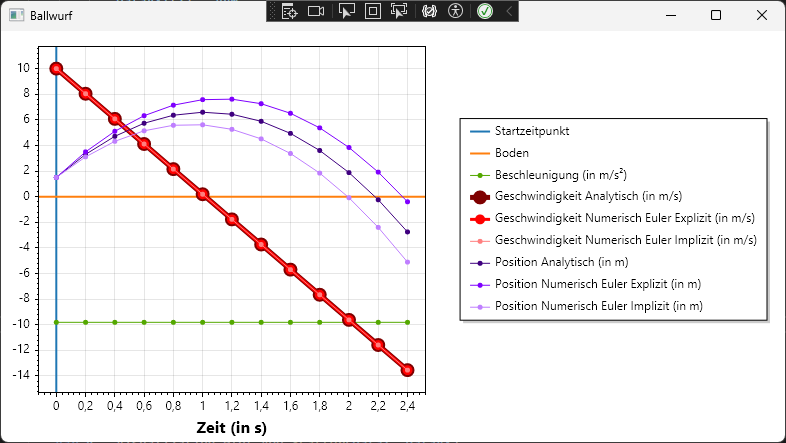 Ballwurf
10
8
6
4
2
0
-2
-4
-6
-8
-10
-12
-14
0 0,2 0,4 0,6 0,8 1 1,2 1,4 1,6 1,8 2 2,2 2,4
Zeit (in s)
Startzeitpunkt
Boden
Beschleunigung (in m/s²)
Geschwindigkeit Analytisch (in m/s)
Geschwindigkeit Numerisch Euler Explizit (in m/s)
Geschwindigkeit Numerisch Euler Implizit (in m/s)
Position Analytisch (in m)
Position Numerisch Euler Explizit (in m)
Position Numerisch Euler Implizit (in m)